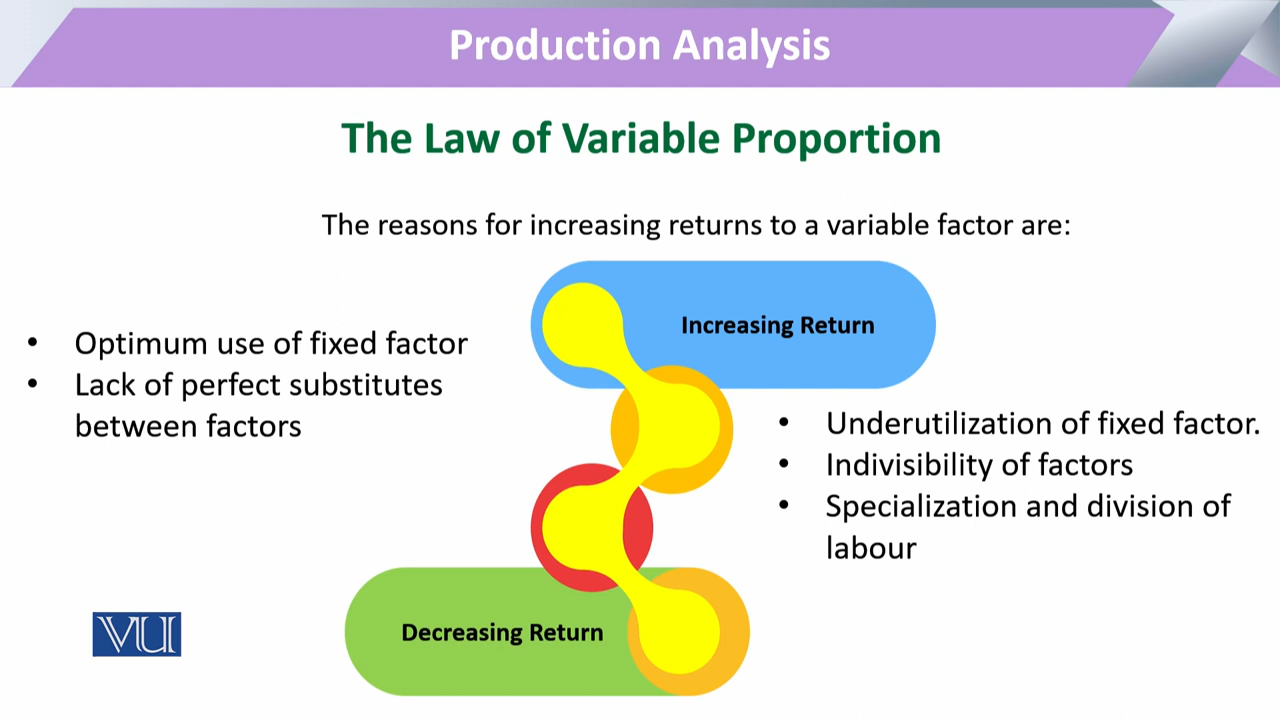 Production Analysis
The Law of Variable Proportion
The reasons for increasing returns to a variable factor are:
Increasing Return
• Optimum use of fixed factor
• Lack of perfect substitutes
between factors
• Underutilization of fixed factor.
• Indivisibility of factors
• Specialization and division of
labour
Decreasing Return
VU